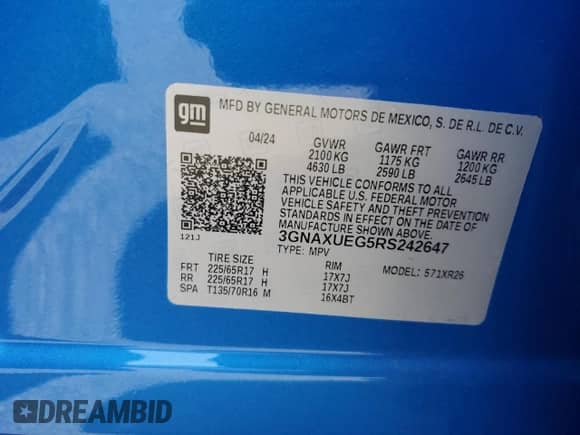 gm
MFD BY GENERAL MOTORS DE MEXICO, S. DE R.L. DE C.V.
04/24 GVWR GAWR FRT GAWR RR
2100 KG 1175 KG 1200 KG
4630 LB 2590 LB 2645 LB
THIS VEHICLE CONFORMS TO ALL
APPLICABLE U.S. FEDERAL MOTOR
VEHICLE SAFETY AND THEFT PREVENTION
STANDARDS IN EFFECT ON THE DATE OF
MANUFACTURE SHOWN ABOVE.
121J 3GNAXUEG5RS242647
TYPE: MPV MODEL: 571XR26
TIRE SIZE RIM
FRT 225/65R17 H 17X7J
RR 225/65R17 H 17X7J
SPA T135/70R16 M 16X4BT
DREAMBID